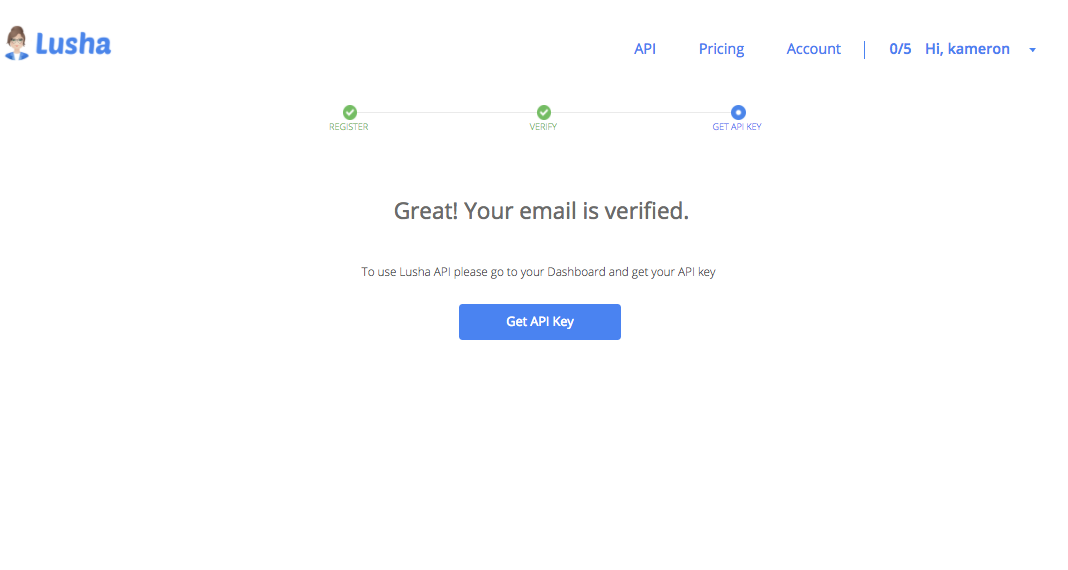 Lusha
API Pricing Account 0/5 Hi, kameron
REGISTER VERIFY GET API KEY
Great! Your email is verified.
To use Lusha API please go to your Dashboard and get your API key
Get API Key